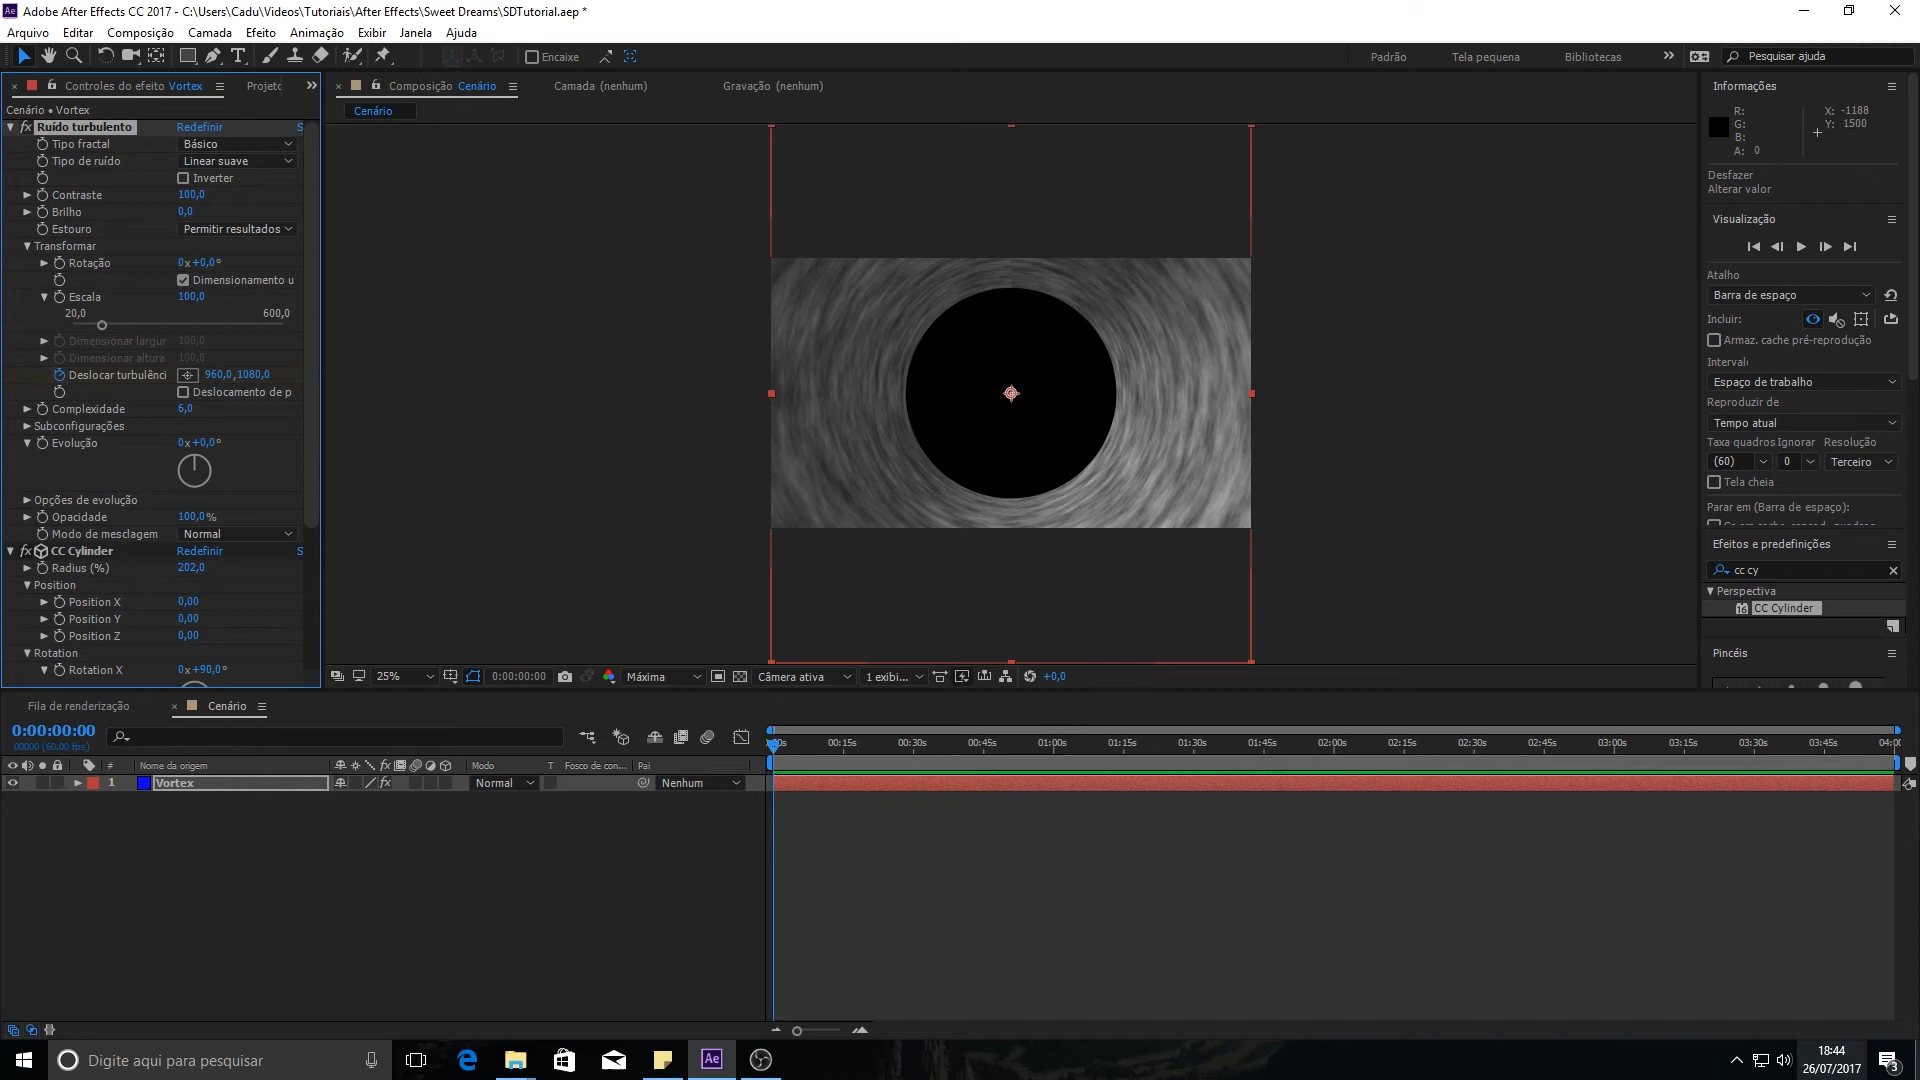 Adobe After Effects CC 2017 - C:\Users\Cadu\Videos\Tutoriais\After Effects\Sweet Dreams\SDTutorial.aep *
Arquivo Editar Composição Camada Efeito Animação Exibir Janela Ajuda
Encaixe Padrão Tela pequena Bibliotecas Pesquisar ajuda
Controles do efeito Vortex Projeto
Cenário • Vortex
Ruído turbulento Redefinir S
Tipo fractal Básico
Tipo de ruído Linear suave
Inverter
Contraste 100,0
Brilho 0,0
Estouro Permitir resultados
Transformar
Rotação 0x+0,0°
Dimensionamento u
Escala 100,0
20,0 600,0
Dimensionar largur 100,0
Dimensionar altura 100,0
Deslocar turbulênci 960,0,1080,0
Deslocamento de p
Complexidade 6,0
Subconfigurações
Evolução 0x+0,0°
Opções de evolução
Opacidade 100,0%
Modo de mesclagem Normal
CC Cylinder Redefinir S
Radius (%) 202,0
Position
Position X 0,00
Position Y 0,00
Position Z 0,00
Rotation
Rotation X 0x+90,0°
Composição Cenário Camada (nenhum) Gravação (nenhum)
Cenário
25% 0:00:00:00 Máxima Câmera ativa 1 exibi... +0,0
Informações
R: X: -1188
G: Y: 1500
B:
A: 0
Desfazer
Alterar valor
Visualização
Atalho
Barra de espaço
Incluir:
Armaz. cache pré-reprodução
Intervalo
Espaço de trabalho
Reproduzir de
Tempo atual
Taxa quadros Ignorar Resolução
(60) 0 Terceiro
Tela cheia
Parar em (Barra de espaço):
Efeitos e predefinições
cc cy
Perspectiva
16 CC Cylinder
Pincéis
Fila de renderização Cenário
0:00:00:00
00000 (60.00 fps)
00:15s 00:30s 00:45s 01:00s 01:15s 01:30s 01:45s 02:00s 02:15s 02:30s 02:45s 03:00s 03:15s 03:30s 03:45s 04:0
# Nome da origem fx Modo T Fosco de con... Pai
1 Vortex fx Normal Nenhum
Digite aqui para pesquisar Ae 18:44
26/07/2017 3